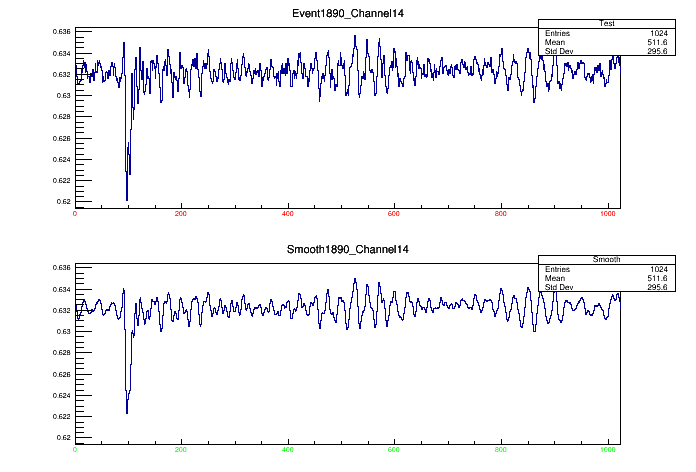 Event1890_Channel14
Test
Entries 1024
Mean 511.6
Std Dev 295.6
0.636
0.634
0.632
0.63
0.628
0.626
0.624
0.622
0.62
0 200 400 600 800 1000
Smooth1890_Channel14
Smooth
Entries 1024
Mean 511.6
Std Dev 295.6
0.636
0.634
0.632
0.63
0.628
0.626
0.624
0.622
0.62
0 200 400 600 800 1000